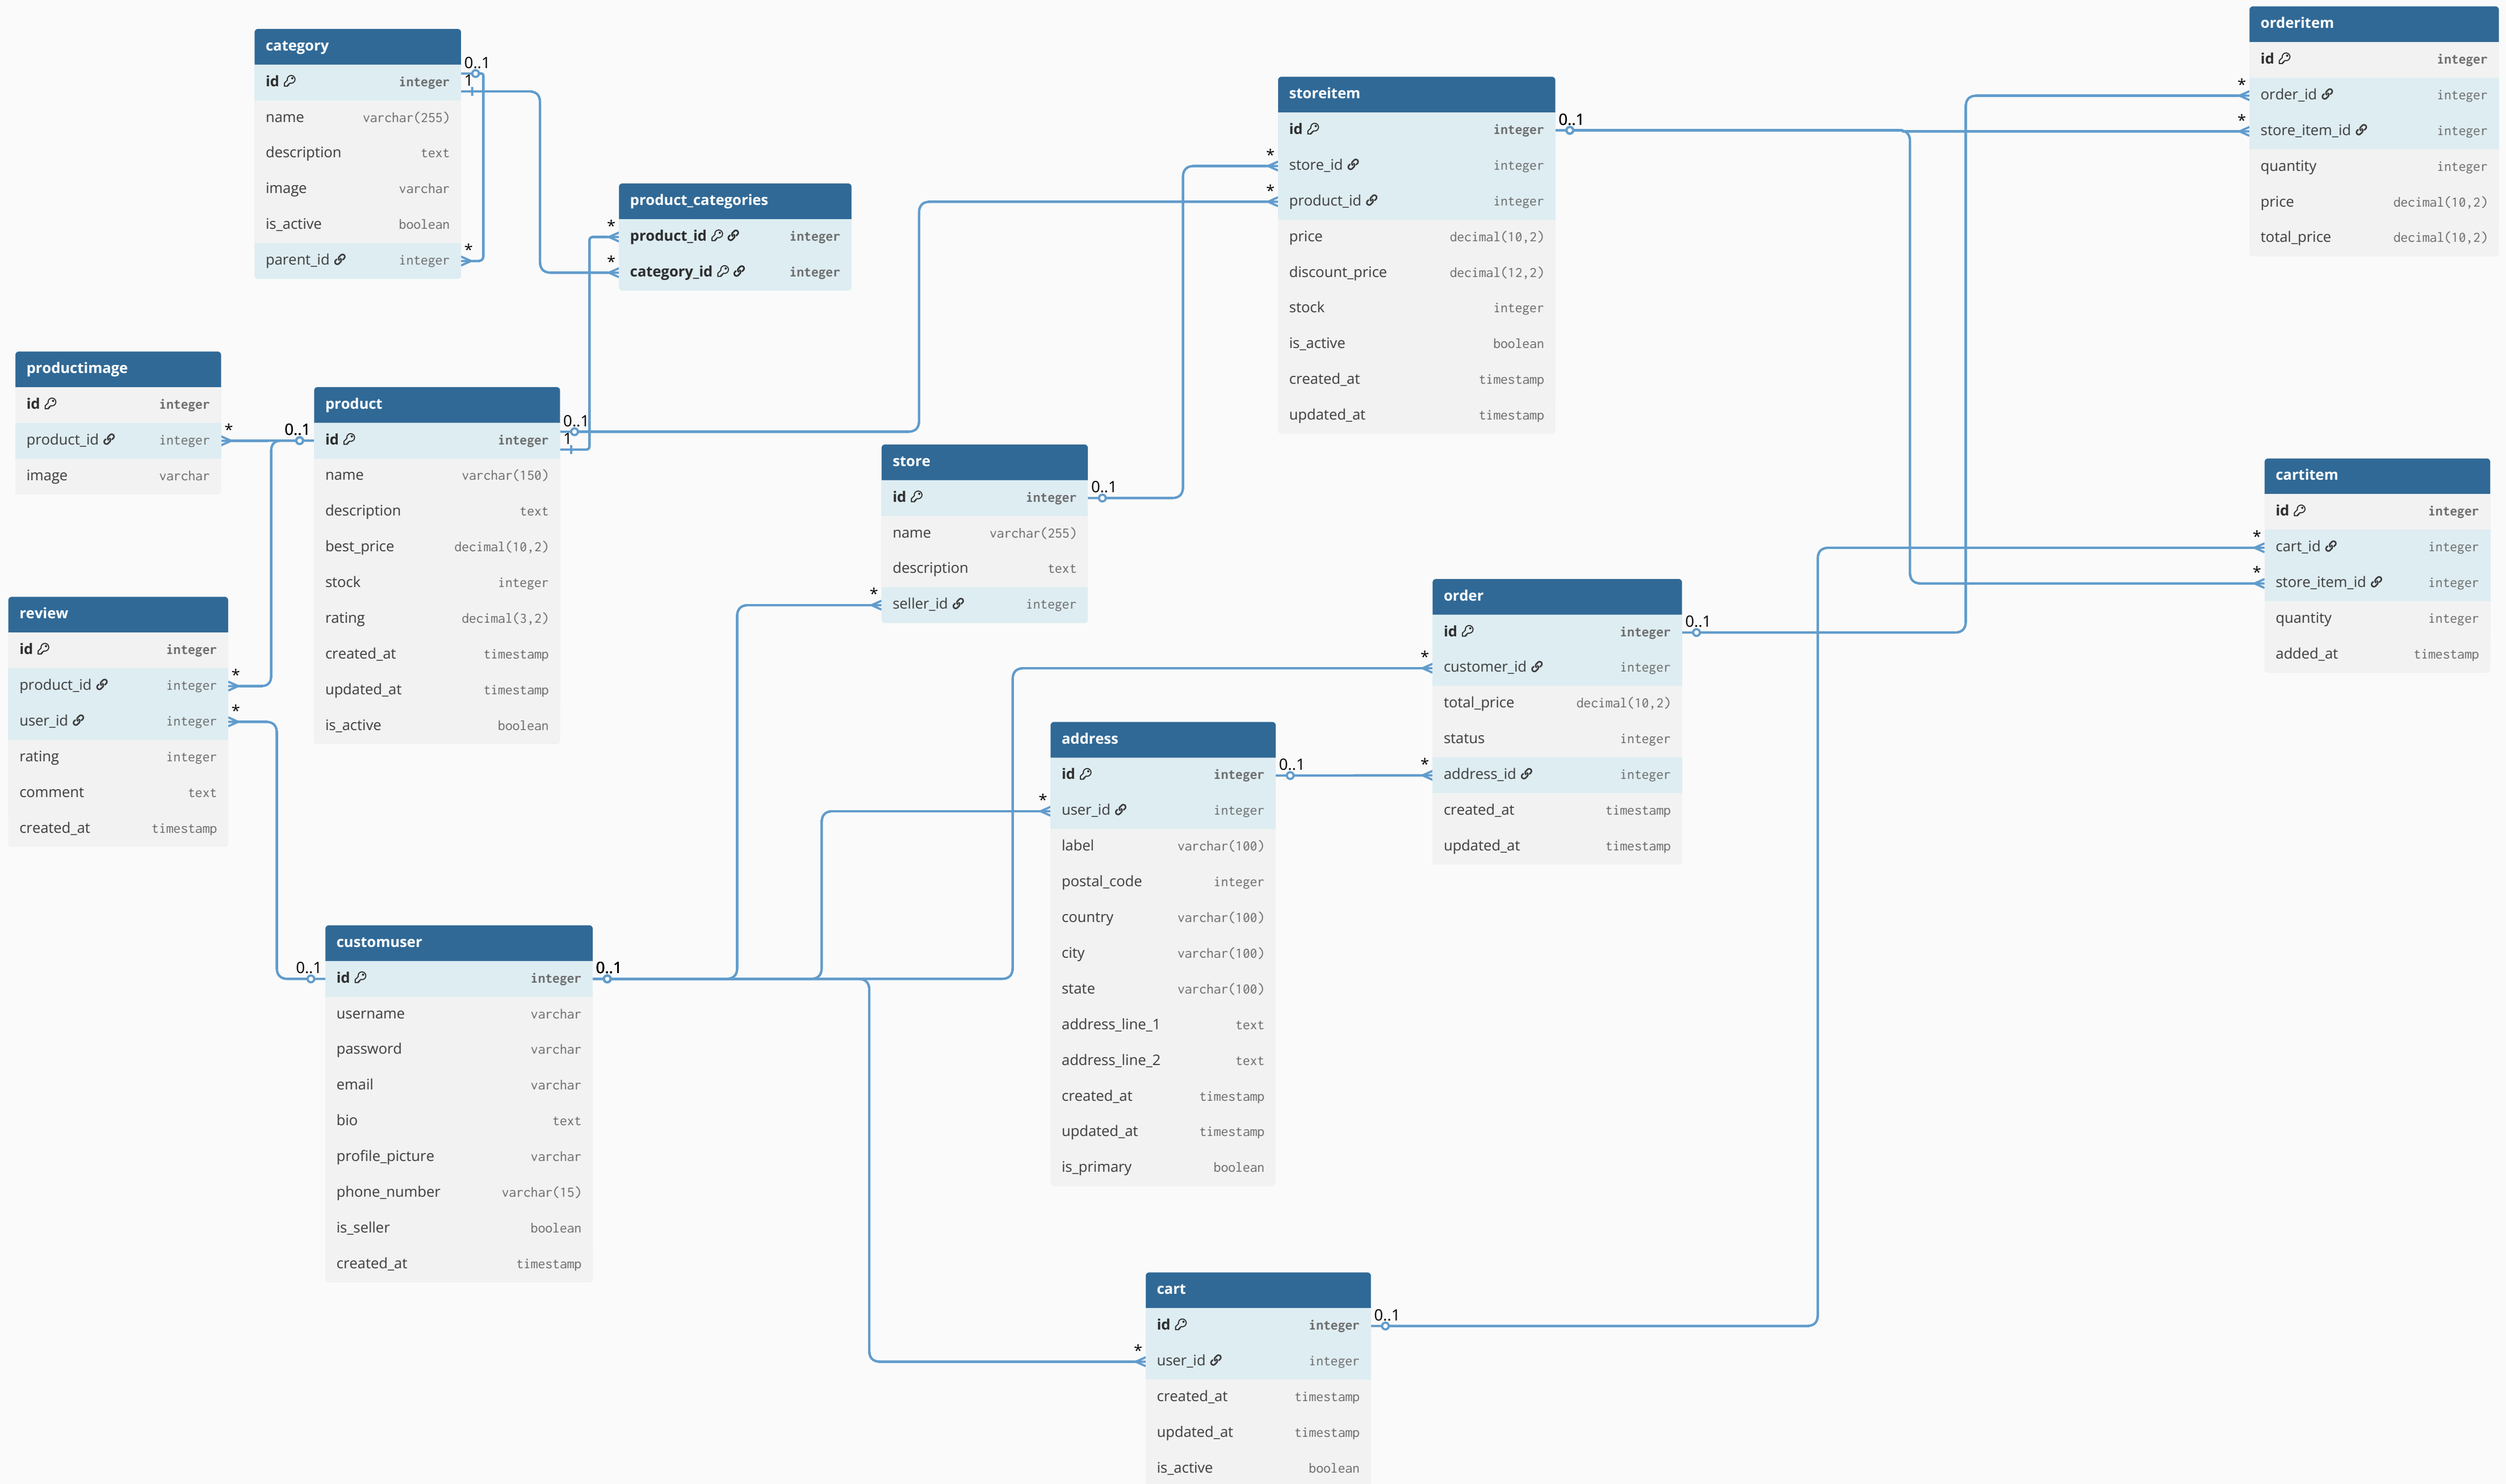 category
0..1
id integer
1
name varchar(255)
description text
image varchar
is_active boolean
parent_id integer
*
product_categories
* product_id integer
* category_id integer
productimage
id integer
product_id integer
*
image varchar
product
0..1 id integer
0..1
1
name varchar(150)
description text
best_price decimal(10,2)
stock integer
rating decimal(3,2)
created_at timestamp
updated_at timestamp
is_active boolean
review
id integer
product_id integer
*
user_id integer
*
rating integer
comment text
created_at timestamp
customuser
0..1 id integer 0..1
username varchar
password varchar
email varchar
bio text
profile_picture varchar
phone_number varchar(15)
is_seller boolean
created_at timestamp
store
id integer 0..1
name varchar(255)
description text
* seller_id integer
storeitem
id integer 0..1
* store_id integer
* product_id integer
price decimal(10,2)
discount_price decimal(12,2)
stock integer
is_active boolean
created_at timestamp
updated_at timestamp
address
id integer 0..1
* user_id integer
label varchar(100)
postal_code integer
country varchar(100)
city varchar(100)
state varchar(100)
address_line_1 text
address_line_2 text
created_at timestamp
updated_at timestamp
is_primary boolean
order
id integer 0..1
* customer_id integer
total_price decimal(10,2)
status integer
* address_id integer
created_at timestamp
updated_at timestamp
cart
id integer 0..1
* user_id integer
created_at timestamp
updated_at timestamp
is_active boolean
orderitem
id integer
* order_id integer
* store_item_id integer
quantity integer
price decimal(10,2)
total_price decimal(10,2)
cartitem
id integer
* cart_id integer
* store_item_id integer
quantity integer
added_at timestamp